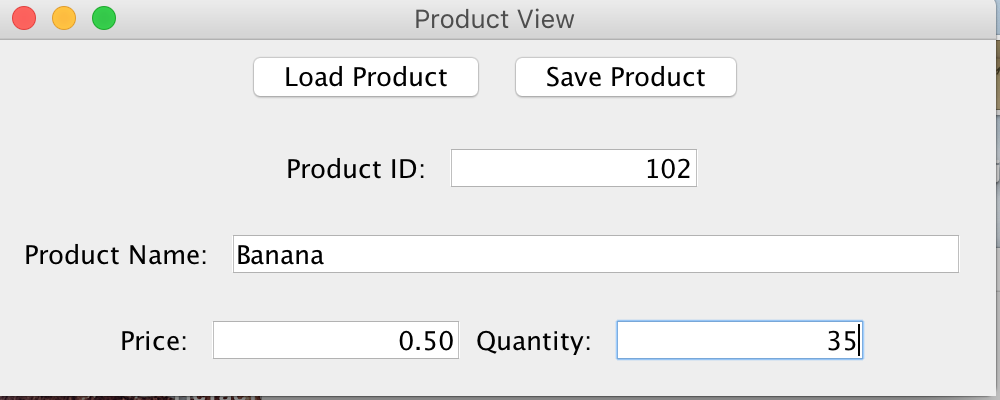 Product View
Load Product Save Product
Product ID: 102
Product Name: Banana
Price: 0.50 Quantity: 35